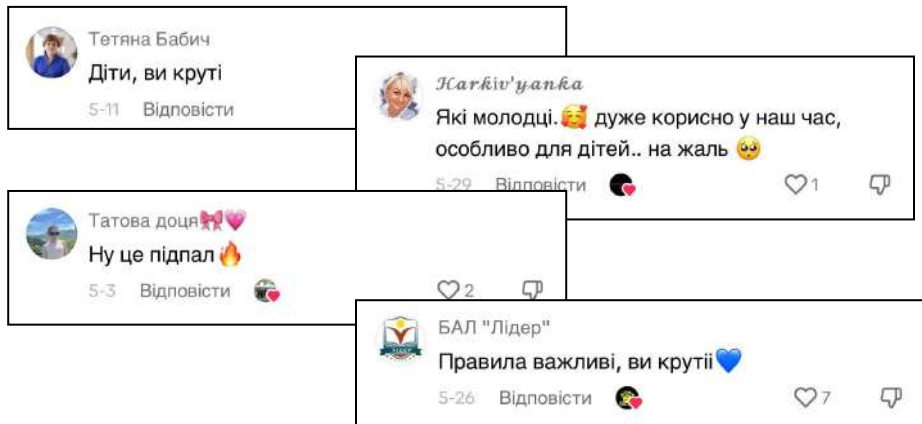 Тетяна Бабич
Діти, ви круті
5-11 Відповісти
Harkiv'yanka
Які молодці.🥰 дуже корисно у наш час,
особливо для дітей.. на жаль 🥺
5-29 Відповісти 1
Татова доця🎀💗
Ну це підпал🔥
5-3 Відповісти 2
БАЛ "Лідер"
Правила важливі, ви крутіі💙
5-26 Відповісти 7